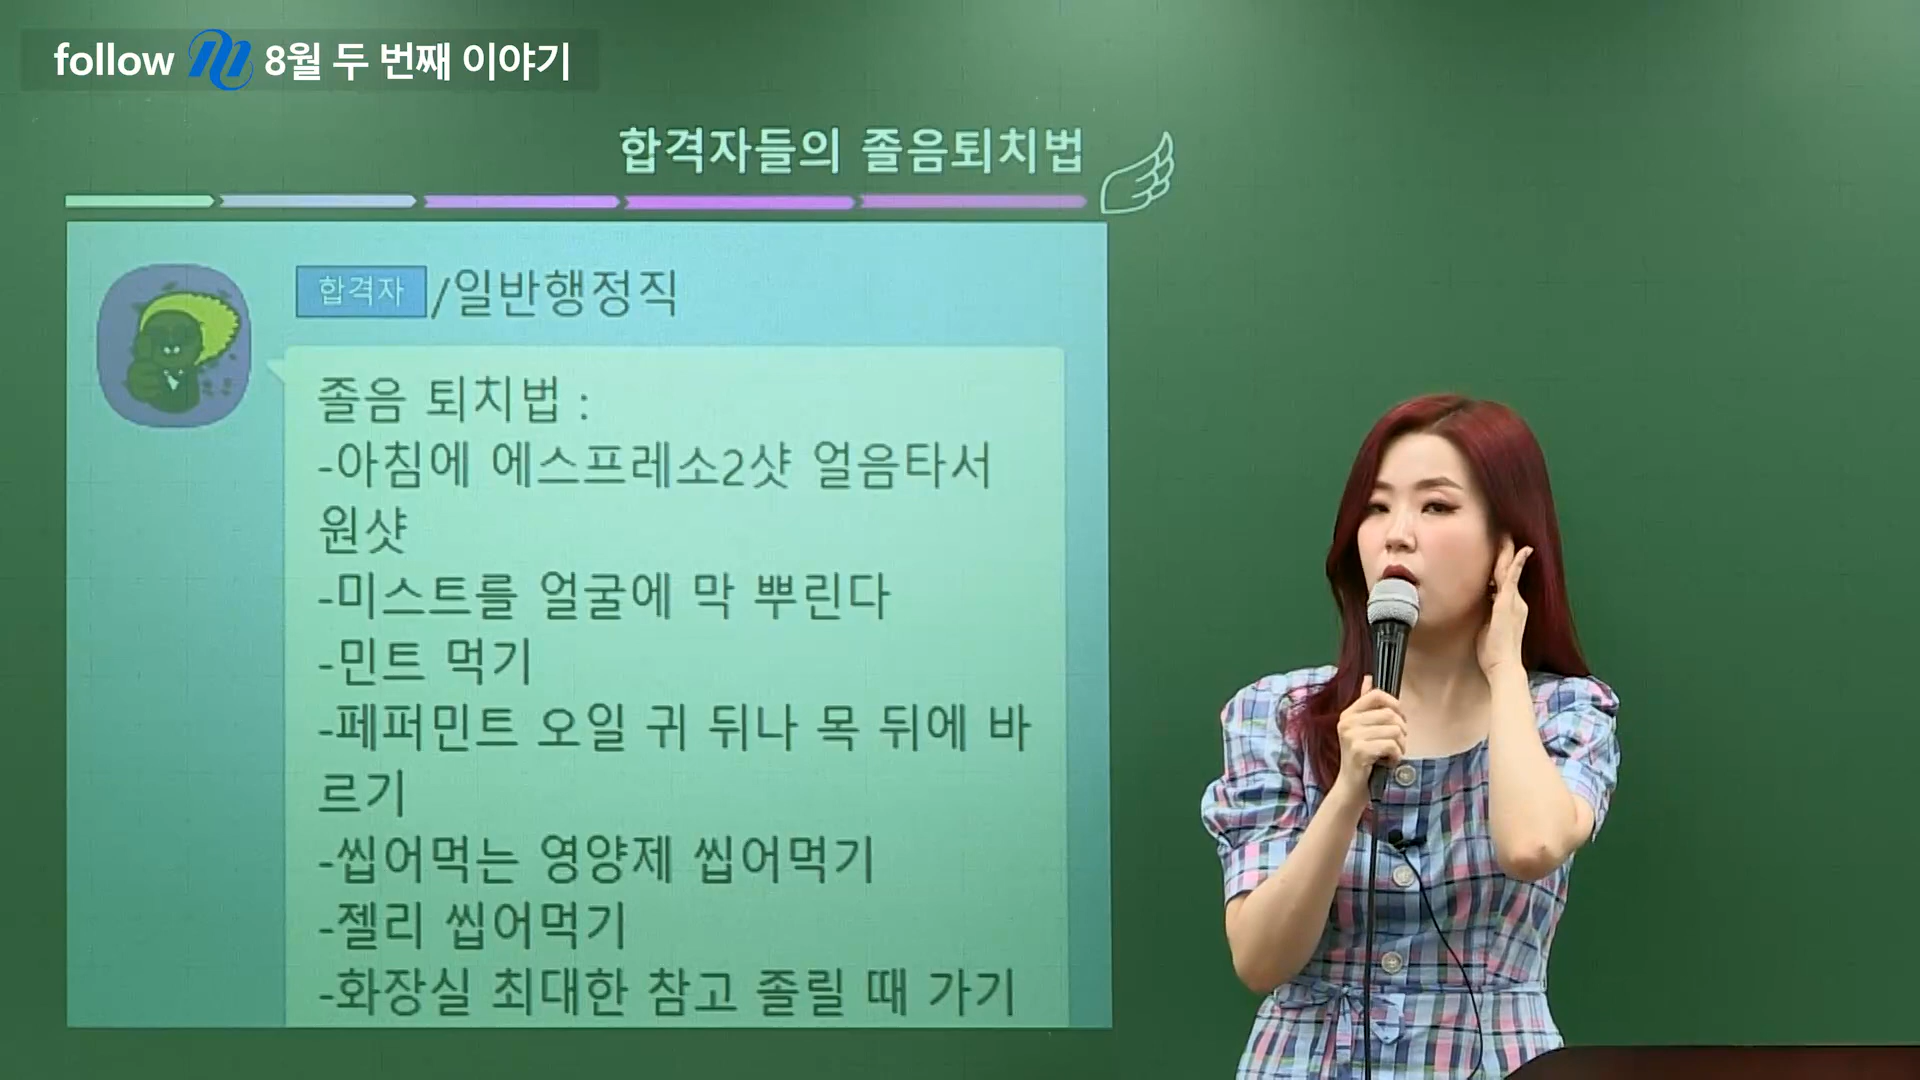 follow 8월 두 번째 이야기
합격자들의 졸음퇴치법
합격자 /일반행정직
졸음 퇴치법 :
-아침에 에스프레소2샷 얼음타서
원샷
-미스트를 얼굴에 막 뿌린다
-민트 먹기
-페퍼민트 오일 귀 뒤나 목 뒤에 바
르기
-씹어먹는 영양제 씹어먹기
-젤리 씹어먹기
-화장실 최대한 참고 졸릴 때 가기